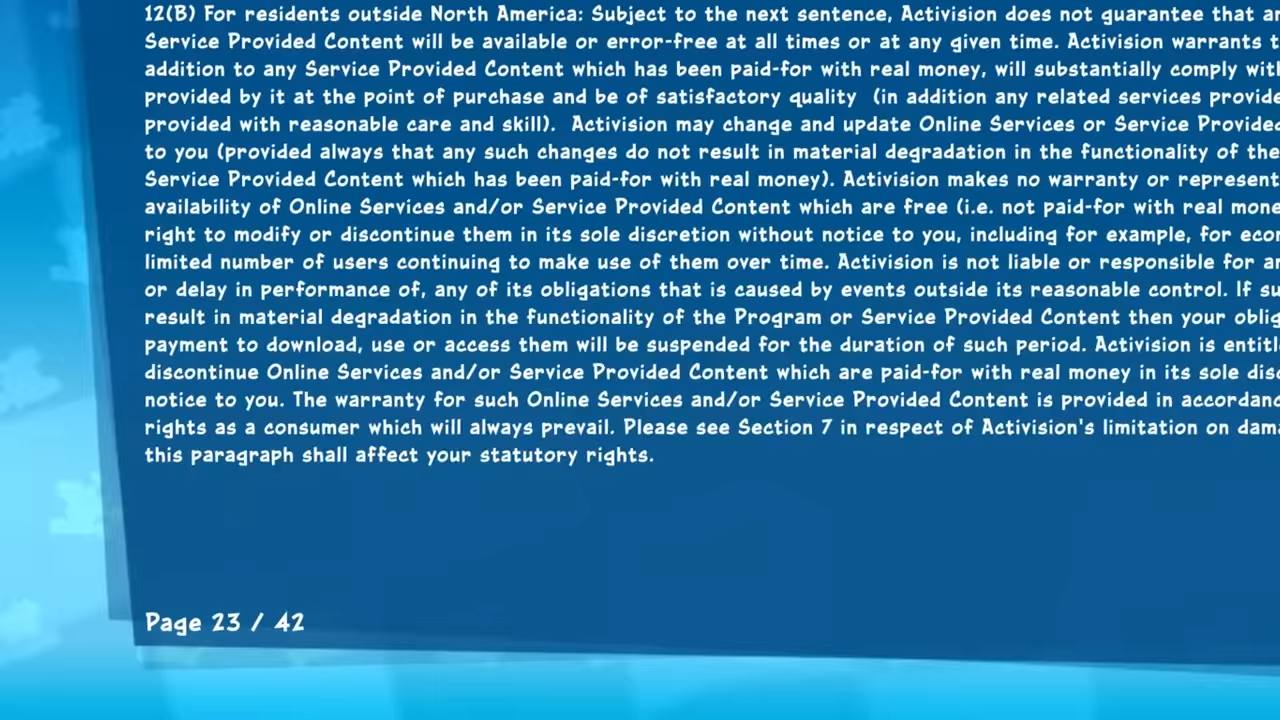 12(B) For residents outside North America: Subject to the next sentence, Activision does not guarantee that
Service Provided Content will be available or error-free at all times or at any given time. Activision warrants
addition to any Service Provided Content which has been paid-for with real money, will substantially comply
provided by it at the point of purchase and be of satisfactory quality (in addition any related services
provided with reasonable care and skill). Activision may change and update Online Services or Service
to you (provided always that any such changes do not result in material degradation in the functionality of the
Service Provided Content which has been paid-for with real money). Activision makes no warranty or
availability of Online Services and/or Service Provided Content which are free (i.e. not paid-for with real
right to modify or discontinue them in its sole discretion without notice to you, including for example, for
limited number of users continuing to make use of them over time. Activision is not liable or responsible for
or delay in performance of, any of its obligations that is caused by events outside its reasonable control. If
result in material degradation in the functionality of the Program or Service Provided Content then your
payment to download, use or access them will be suspended for the duration of such period. Activision is
discontinue Online Services and/or Service Provided Content which are paid-for with real money in its sole
notice to you. The warranty for such Online Services and/or Service Provided Content is provided in
rights as a consumer which will always prevail. Please see Section 7 in respect of Activision's limitation on
this paragraph shall affect your statutory rights.
Page 23 / 42